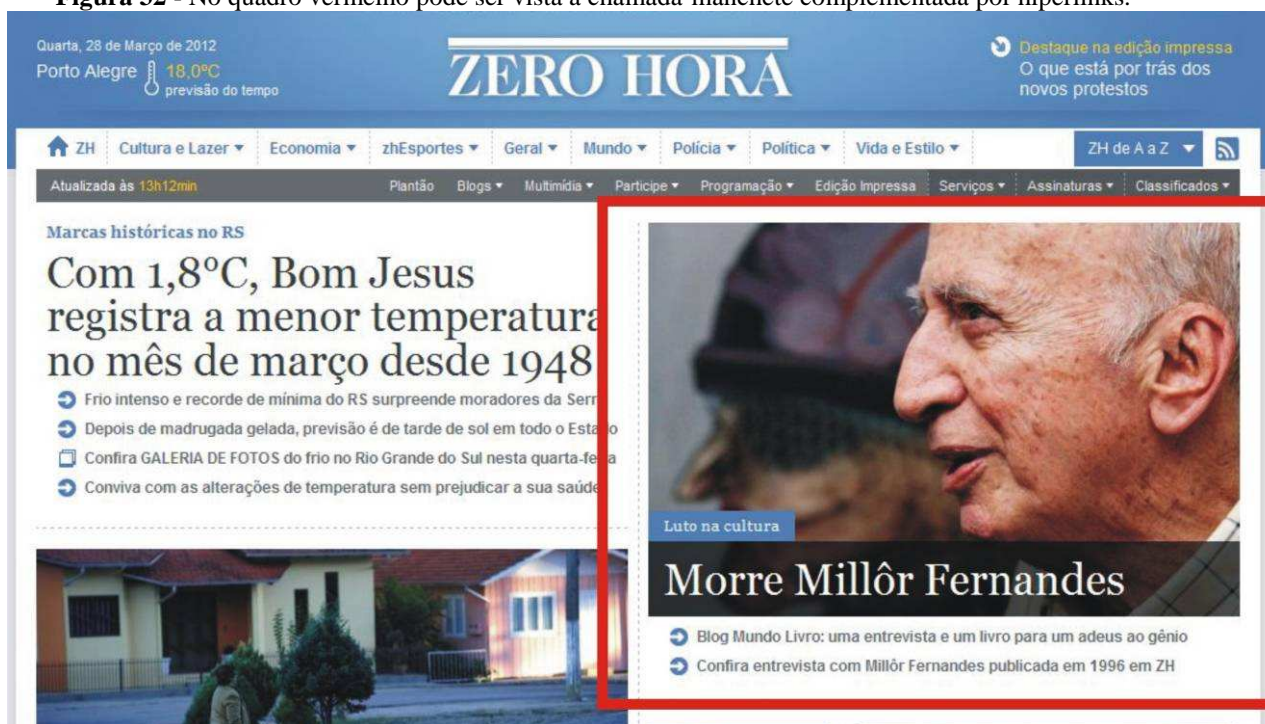 Figura 32 - No quadro vermelho pode ser vista a chamada-manchete complementada por hiperlinks.
Quarta, 28 de Março de 2012
Porto Alegre 18,0ºC
previsão do tempo
ZERO HORA
Destaque na edição impressa
O que está por trás dos
novos protestos
ZH Cultura e Lazer Economia zhEsportes Geral Mundo Polícia Política Vida e Estilo ZH de A a Z
Atualizada às 13h12min Plantão Blogs Multimídia Participe Programação Edição Impressa Serviços Assinaturas Classificados
Marcas históricas no RS
Com 1,8ºC, Bom Jesus
registra a menor temperatura
no mês de março desde 1948
Frio intenso e recorde de mínima do RS surpreende moradores da Serr
Depois de madrugada gelada, previsão é de tarde de sol em todo o Estado
Confira GALERIA DE FOTOS do frio no Rio Grande do Sul nesta quarta-feira
Conviva com as alterações de temperatura sem prejudicar a sua saúde
Luto na cultura
Morre Millôr Fernandes
Blog Mundo Livro: uma entrevista e um livro para um adeus ao gênio
Confira entrevista com Millôr Fernandes publicada em 1996 em ZH